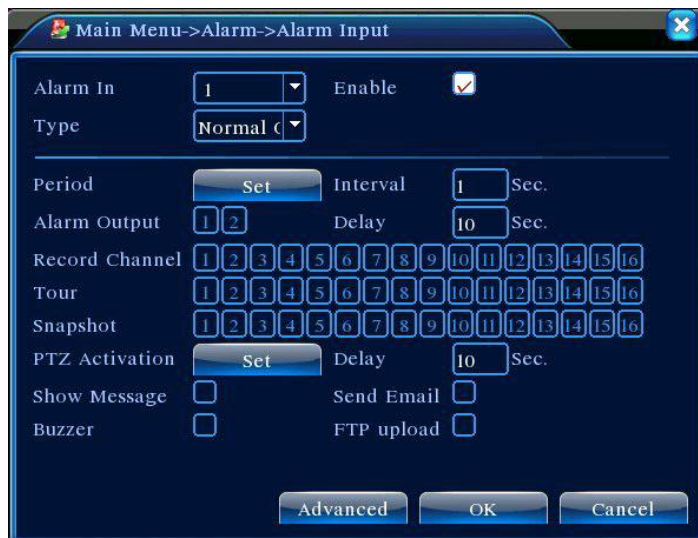 Main Menu->Alarm->Alarm Input
Alarm In 1 Enable
Type Normal
Period Set Interval 1 Sec.
Alarm Output 1 2 Delay 10 Sec.
Record Channel 1 2 3 4 5 6 7 8 9 10 11 12 13 14 15 16
Tour 1 2 3 4 5 6 7 8 9 10 11 12 13 14 15 16
Snapshot 1 2 3 4 5 6 7 8 9 10 11 12 13 14 15 16
PTZ Activation Set Delay 10 Sec.
Show Message Send Email
Buzzer FTP upload
Advanced OK Cancel